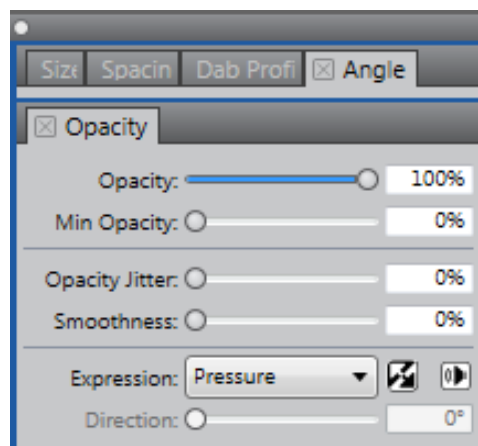 Size Spacin Dab Profi Angle
Opacity
Opacity: 100%
Min Opacity: 0%
Opacity Jitter: 0%
Smoothness: 0%
Expression: Pressure
Direction: 0°